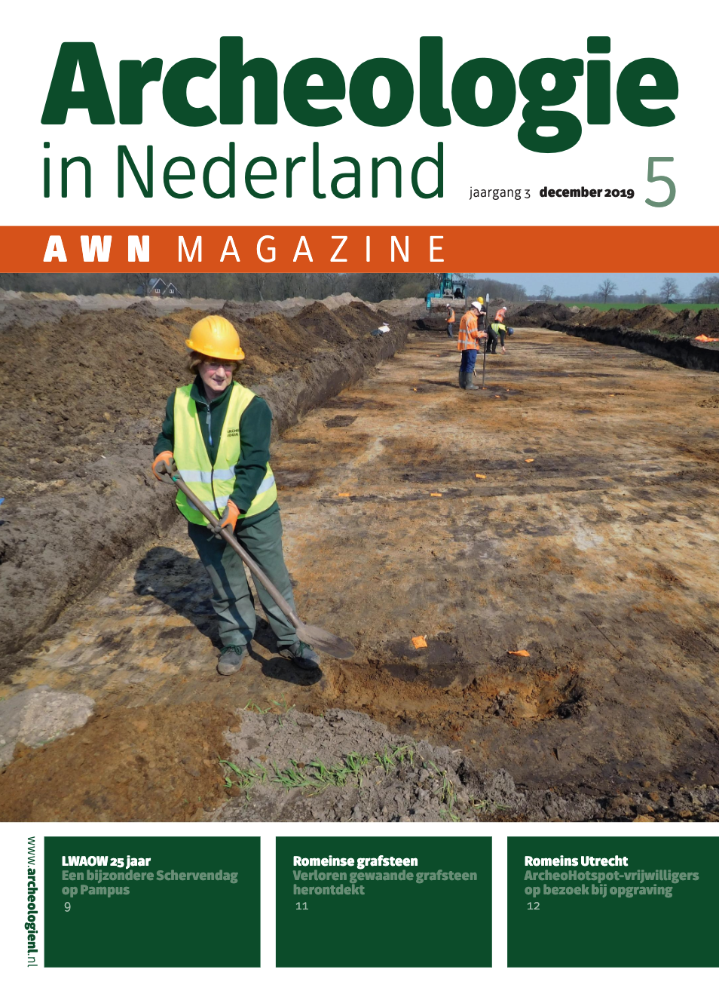 Archeologie
in Nederland
jaargang 3 december 2019 5
AWN MAGAZINE
ARCHEO
LOGIE
www.archeologienl.nl
LWAOW 25 jaar
Een bijzondere Schervendag
op Pampus
9
Romeinse grafsteen
Verloren gewaande grafsteen
herontdekt
11
Romeins Utrecht
ArcheoHotspot-vrijwilligers
op bezoek bij opgraving
12